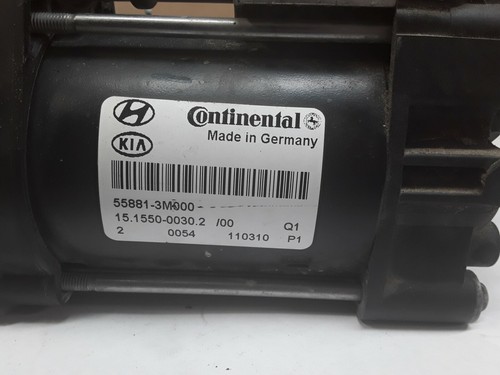 Continental
KIA
Made in Germany
55881-3M000
15.1550-0030.2 /00 Q1
2 0054 110310 P1